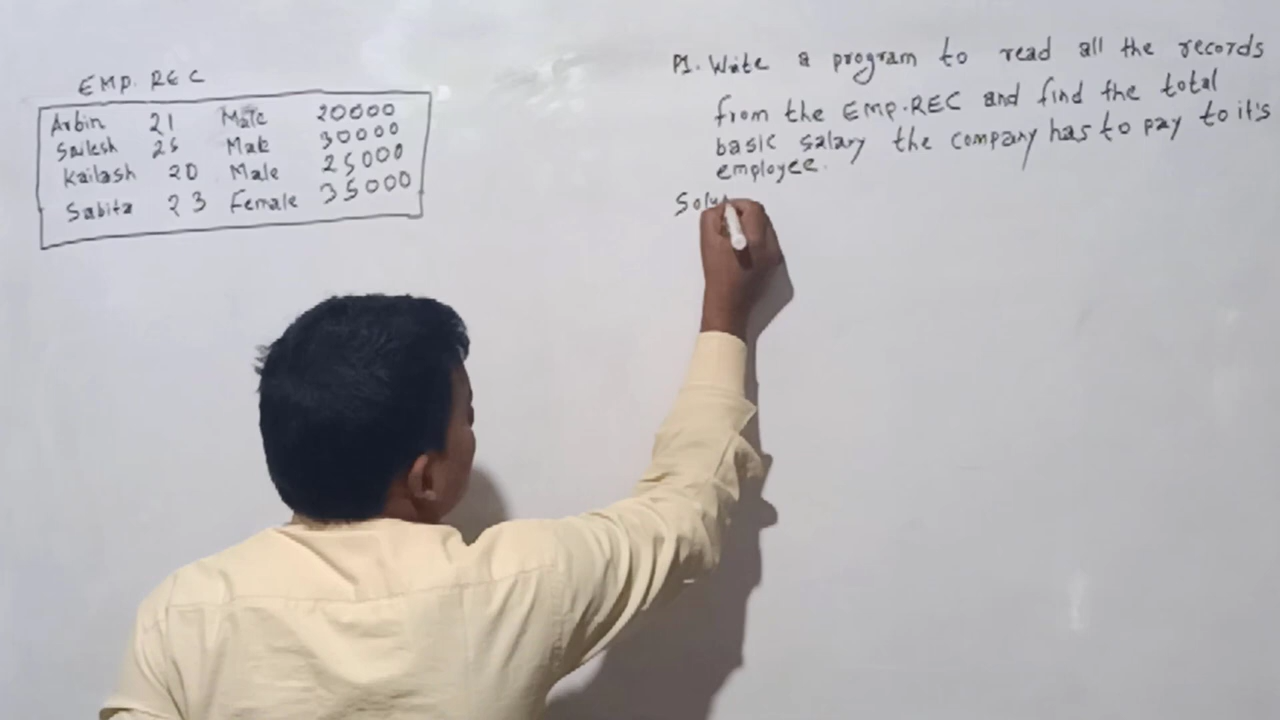 EMP. REC
Arbin 21 Male 20000
Sailesh 25 Male 30000
Kailash 20 Male 25000
Sabita 23 Female 35000
P1. Write a program to read all the records
from the EMP.REC and find the total
basic salary the company has to pay to it's
employee.
Solu